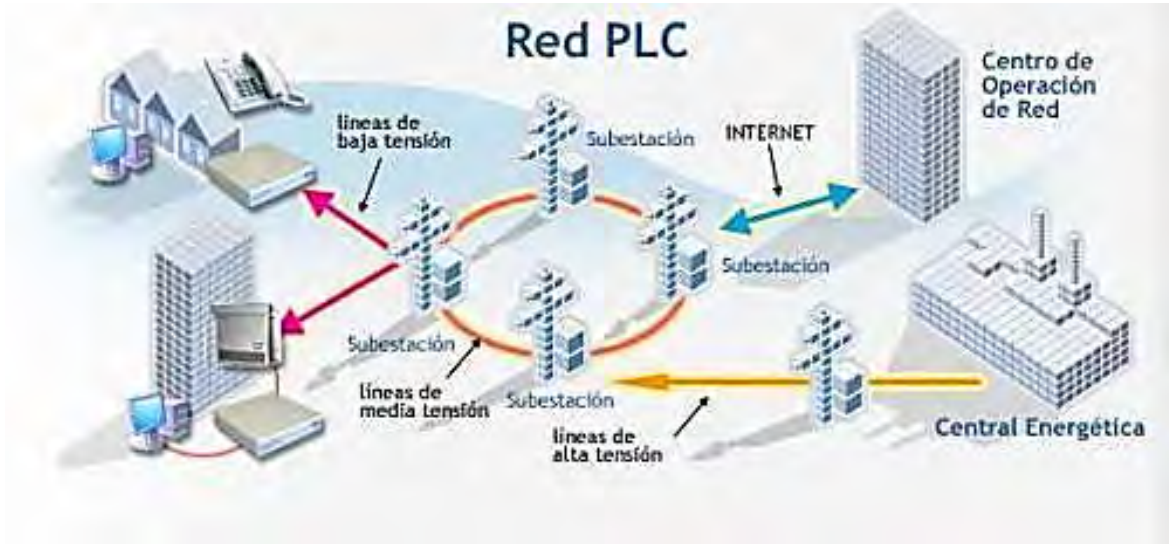 Red PLC
Centro de
Operación
de Red
líneas de
baja tensión
Subestación
INTERNET
Subestación
Subestación
líneas de
media tensión
Subestación
líneas de
alta tensión
Central Energética